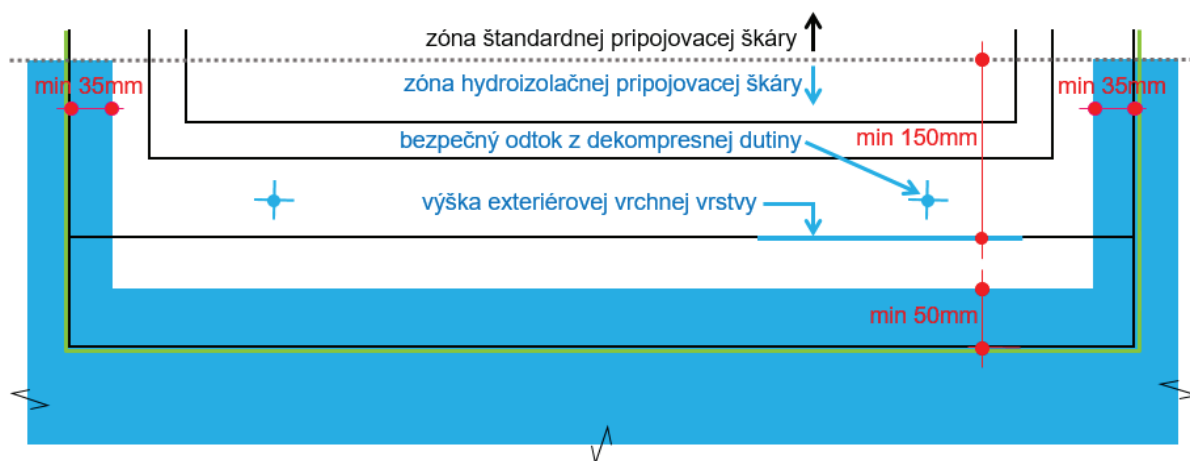 zóna štandardnej pripojovacej škáry
min 35mm
zóna hydroizolačnej pripojovacej škáry
min 35mm
bezpečný odtok z dekompresnej dutiny
min 150mm
výška exteriérovej vrchnej vrstvy
min 50mm